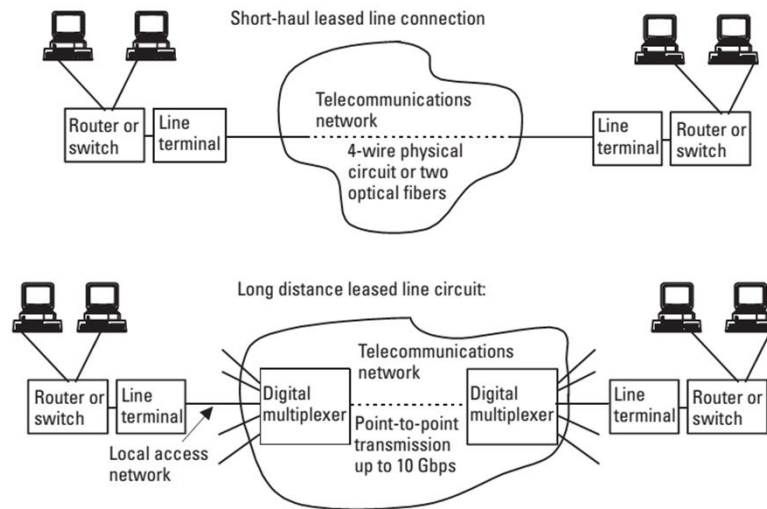 Short-haul leased line connection
Telecommunications
network
Router or
switch
Line
terminal
4-wire physical
circuit or two
optical fibers
Line
terminal
Router or
switch
Long distance leased line circuit:
Telecommunications
network
Router or
switch
Line
terminal
Digital
multiplexer
Digital
multiplexer
Line
terminal
Router or
switch
Point-to-point
transmission
up to 10 Gbps
Local access
network